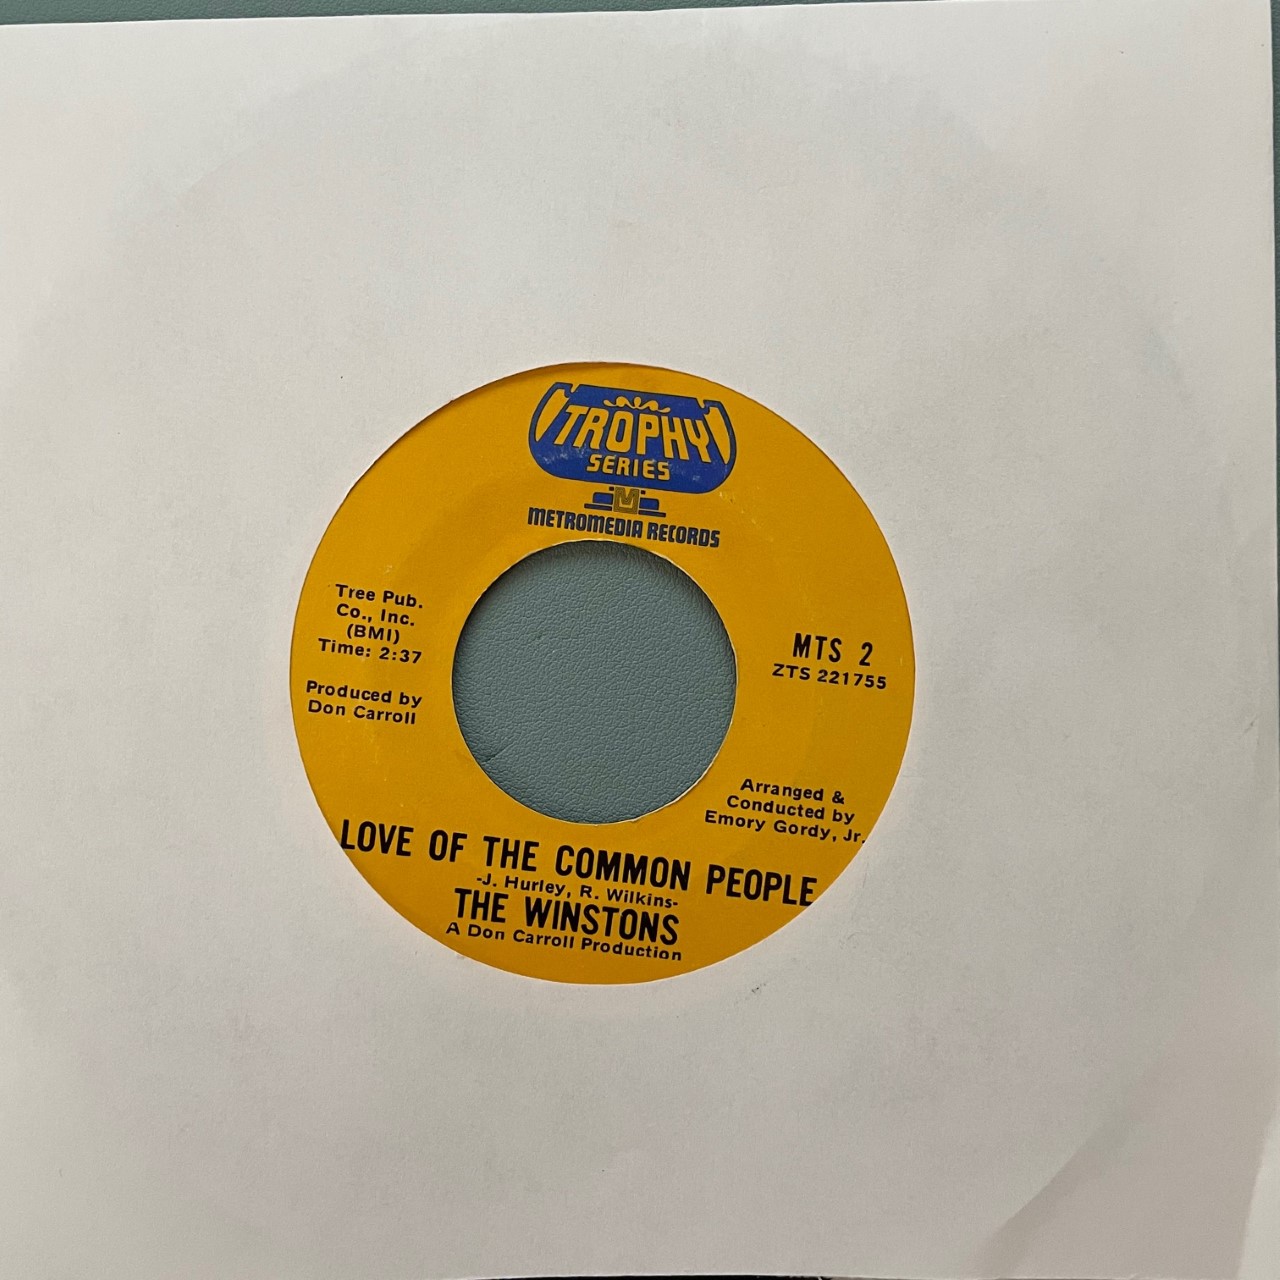 TROPHY
SERIES
M
METROMEDIA RECORDS
Tree Pub.
Co., Inc.
(BMI)
Time: 2:37
Produced by
Don Carroll
MTS 2
ZTS 221755
Arranged &
Conducted by
Emory Gordy, Jr.
LOVE OF THE COMMON PEOPLE
-J. Hurley, R. Wilkins-
THE WINSTONS
A Don Carroll Production